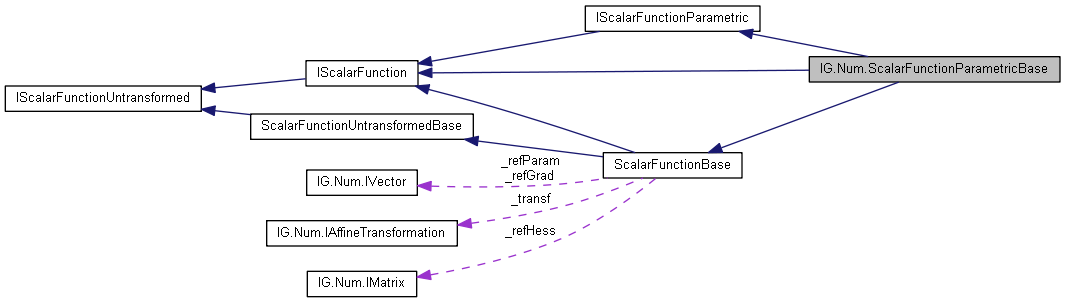 IScalarFunctionParametric
IG.Num.ScalarFunctionParametricBase
IScalarFunction
IScalarFunctionUntransformed
ScalarFunctionUntransformedBase
ScalarFunctionBase
_refParam
_refGrad
IG.Num.IVector
_transf
IG.Num.IAffineTransformation
_refHess
IG.Num.IMatrix